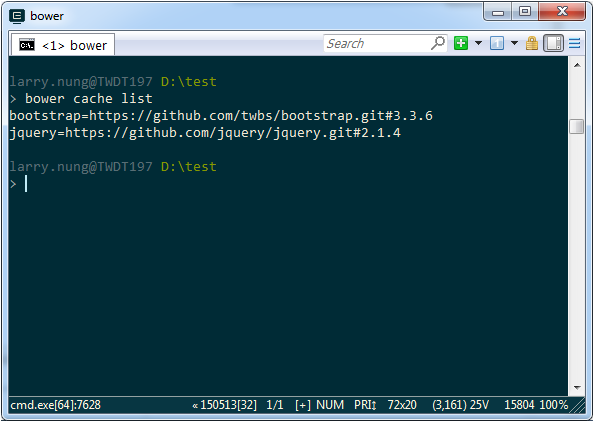 bower
<1> bower
Search
larry.nung@TWDT197 D:\test
> bower cache list
bootstrap=https://github.com/twbs/bootstrap.git#3.3.6
jquery=https://github.com/jquery/jquery.git#2.1.4
larry.nung@TWDT197 D:\test
>
cmd.exe[64]:7628 « 150513[32] 1/1 [+] NUM PRI↕ 72x20 (3,161) 25V 15804 100%